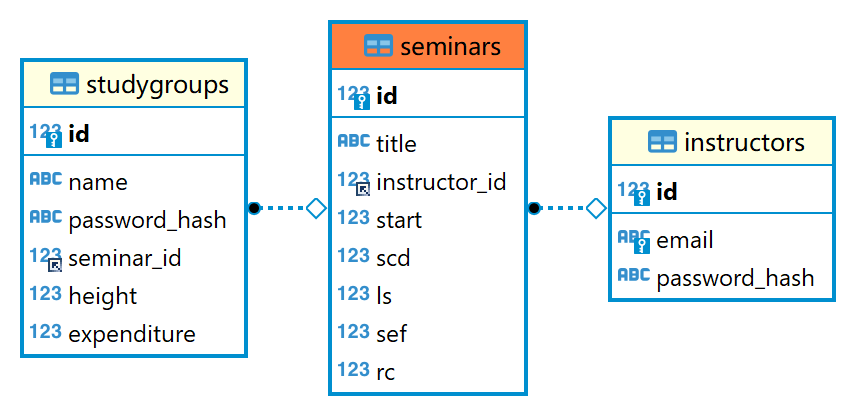 studygroups
123 id
ABC name
ABC password_hash
123 seminar_id
123 height
123 expenditure
seminars
123 id
ABC title
123 instructor_id
123 start
123 scd
123 ls
123 sef
123 rc
instructors
123 id
ABC email
ABC password_hash